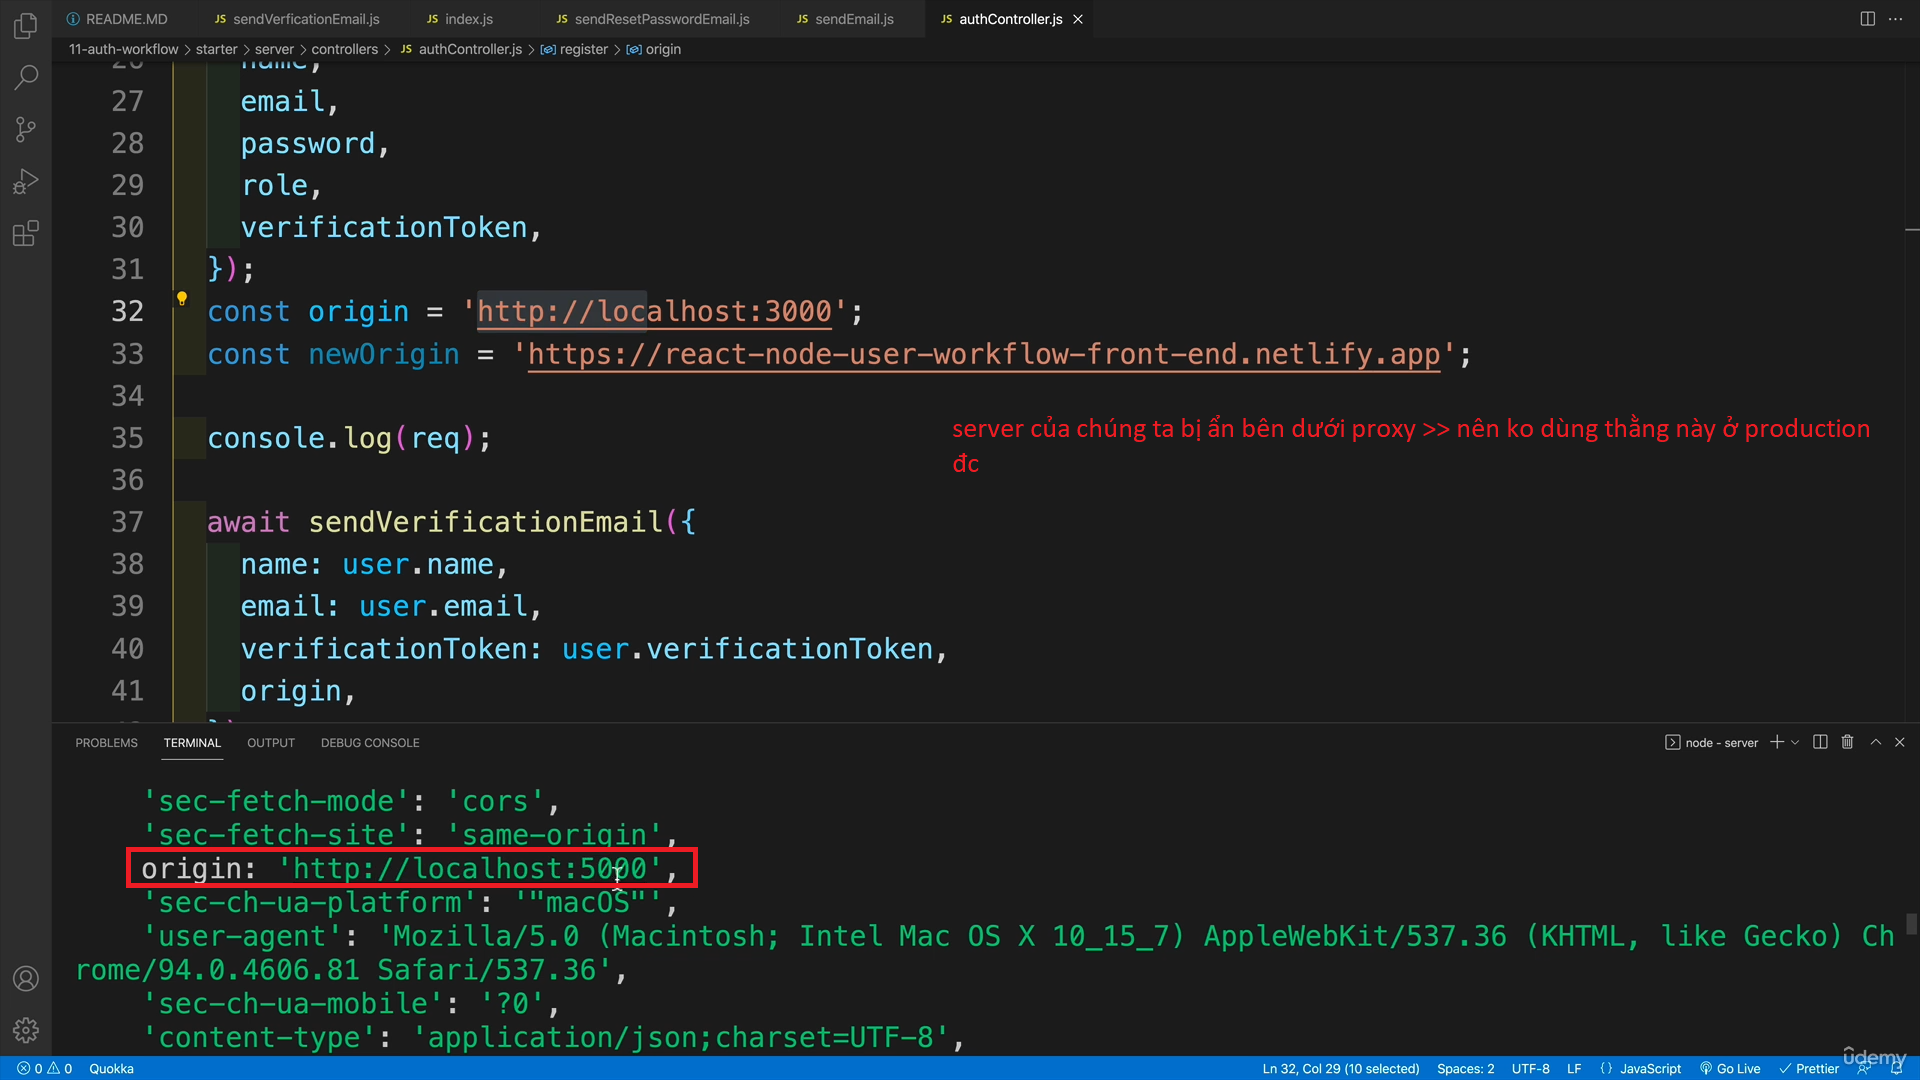 README.MD
JS sendVerficationEmail.js
JS index.js
JS sendResetPasswordEmail.js
JS sendEmail.js
JS authController.js
11-auth-workflow > starter > server > controllers > JS authController.js > register > origin
26 name,
27 email,
28 password,
29 role,
30 verificationToken,
31 });
32 const origin = 'http://localhost:3000';
33 const newOrigin = 'https://react-node-user-workflow-front-end.netlify.app';
34
35 console.log(req);
server của chúng ta bị ẩn bên dưới proxy >> nên ko dùng thằng này ở production
đc
36
37 await sendVerificationEmail({
38 name: user.name,
39 email: user.email,
40 verificationToken: user.verificationToken,
41 origin,
PROBLEMS TERMINAL OUTPUT DEBUG CONSOLE
node - server
'sec-fetch-mode': 'cors',
'sec-fetch-site': 'same-origin',
origin: 'http://localhost:5000',
'sec-ch-ua-platform': '"macOS"',
'user-agent': 'Mozilla/5.0 (Macintosh; Intel Mac OS X 10_15_7) AppleWebKit/537.36 (KHTML, like Gecko) Ch
rome/94.0.4606.81 Safari/537.36',
'sec-ch-ua-mobile': '?0',
'content-type': 'application/json;charset=UTF-8',
0 0 Quokka
Ln 32, Col 29 (10 selected) Spaces: 2 UTF-8 LF {} JavaScript Go Live Prettier
udemy